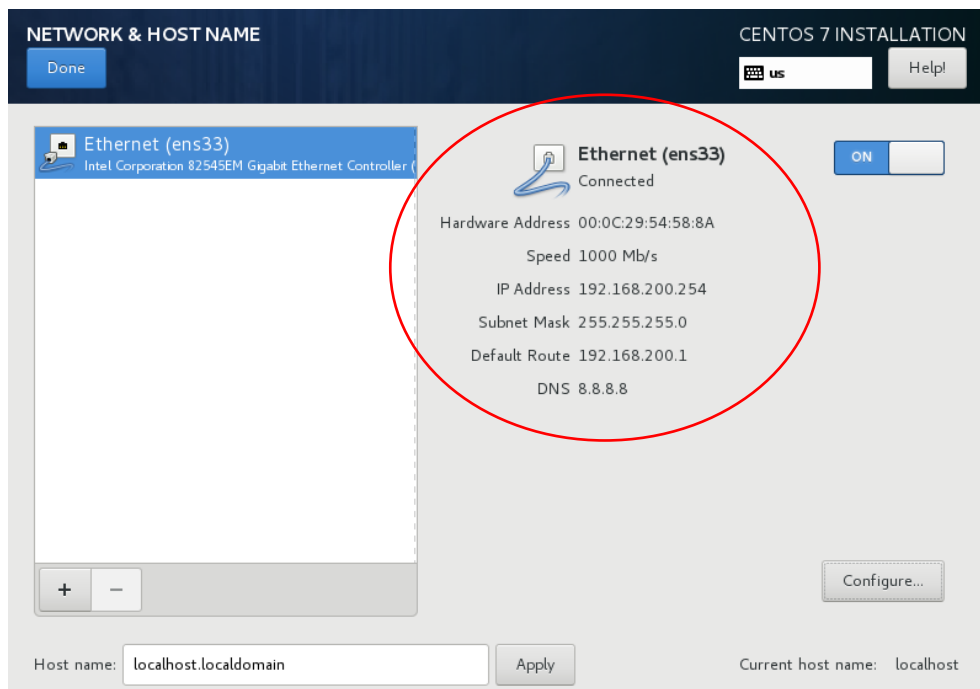 NETWORK & HOST NAME
CENTOS 7 INSTALLATION
Done
us
Help!
Ethernet (ens33)
Intel Corporation 82545EM Gigabit Ethernet Controller (
Ethernet (ens33)
Connected
ON
Hardware Address 00:0C:29:54:58:8A
Speed 1000 Mb/s
IP Address 192.168.200.254
Subnet Mask 255.255.255.0
Default Route 192.168.200.1
DNS 8.8.8.8
+ −
Configure...
Host name: localhost.localdomain Apply Current host name: localhost